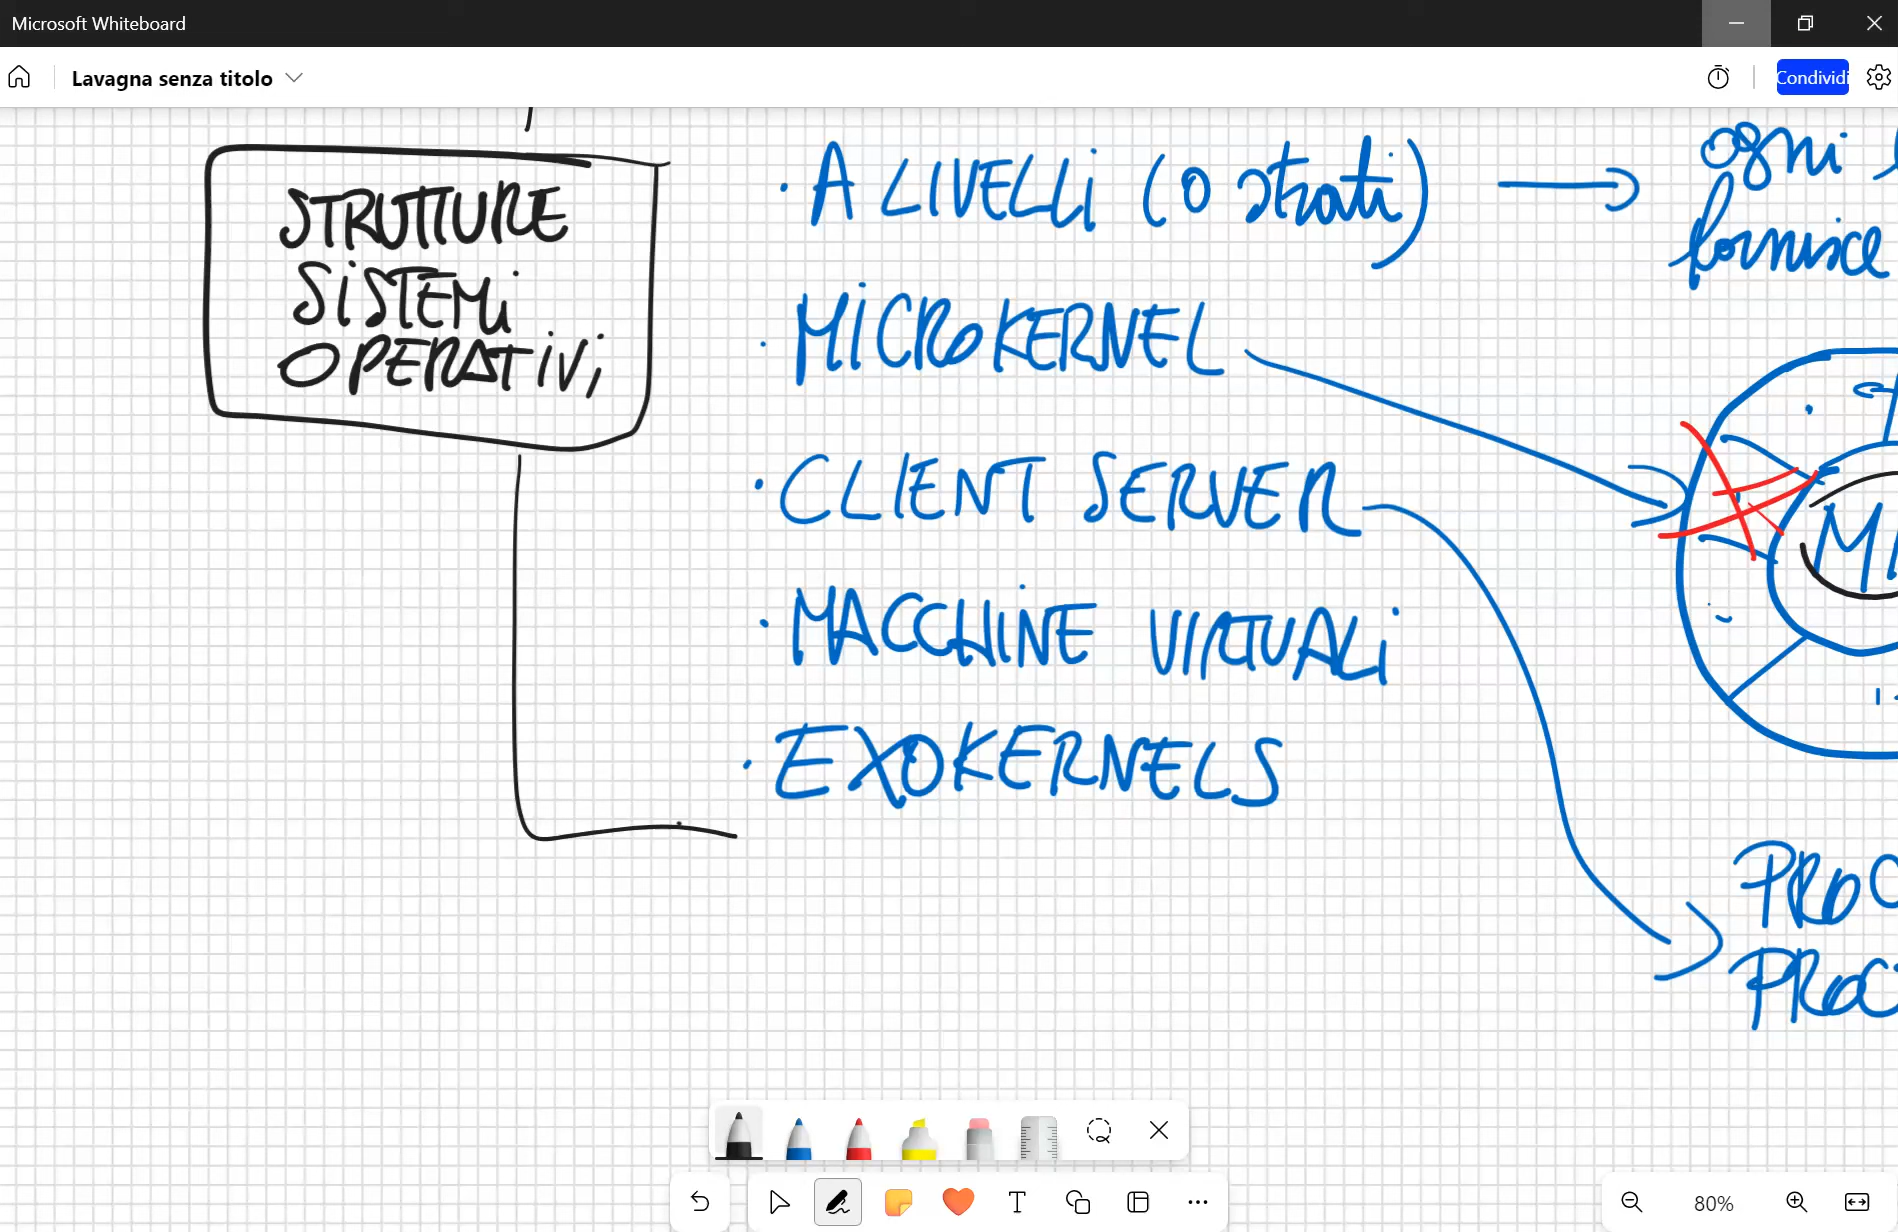 Microsoft Whiteboard
Lavagna senza titolo
Condividi
STRUTTURE
SISTEMI
OPERATIVI
· A LIVELLI (o strati)
ogni
fornisce
· MICROKERNEL
· CLIENT SERVER
· MACCHINE VIRTUALI
· EXOKERNELS
80%